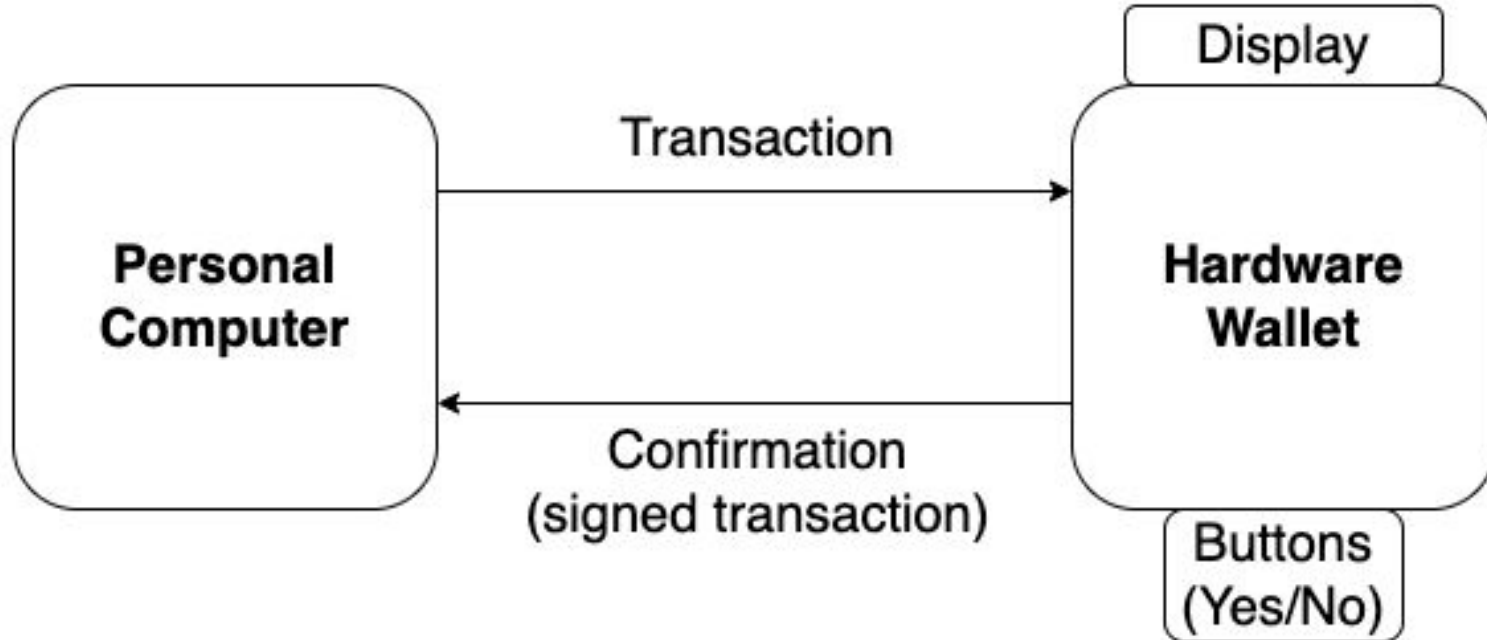 Display
Transaction
Personal
Computer
Hardware
Wallet
Confirmation
(signed transaction)
Buttons
(Yes/No)